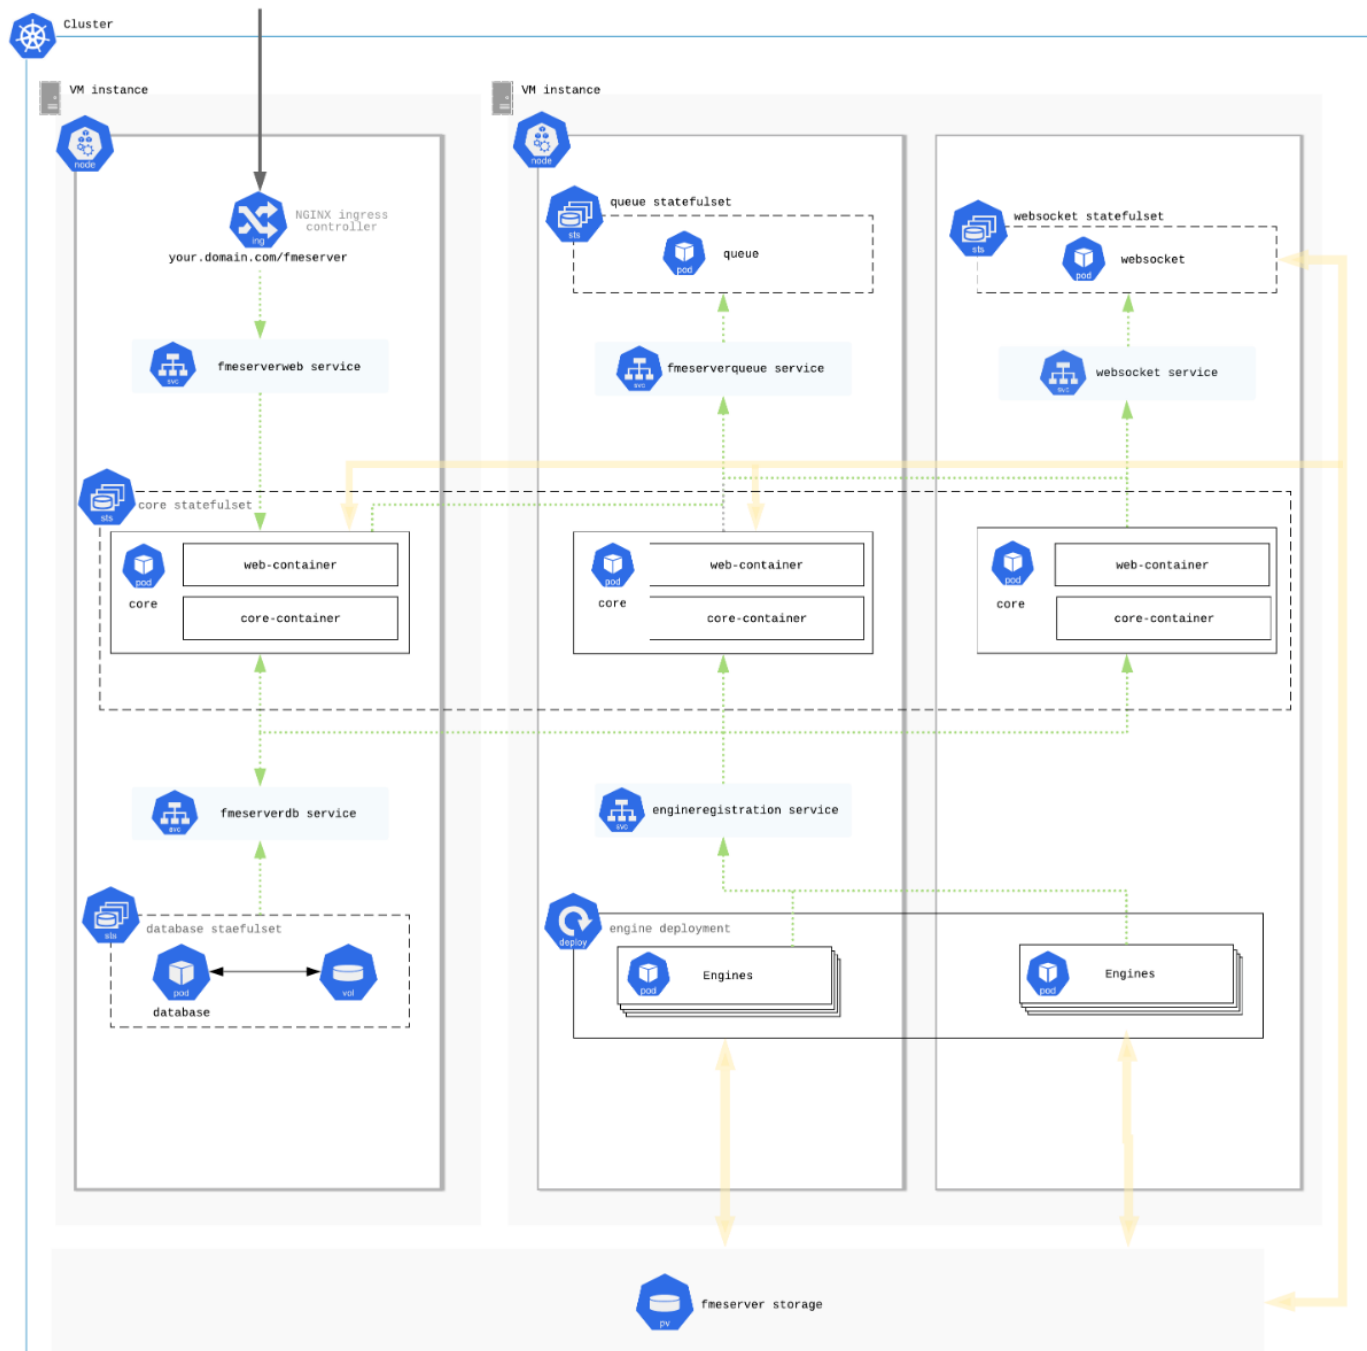 Cluster
VM instance
VM instance
node
node
ing
NGINX ingress
controller
your.domain.com/fmeserver
sts
queue statefulset
pod
queue
sts
websocket statefulset
pod
websocket
svc
fmeserverweb service
svc
fmeserverqueue service
svc
websocket service
sts
core statefulset
pod
core
web-container
core-container
pod
core
web-container
core-container
pod
core
web-container
core-container
svc
fmeserverdb service
svc
engineregistration service
sts
database staefulset
pod
database
vol
deploy
engine deployment
pod
Engines
pod
Engines
pv
fmeserver storage